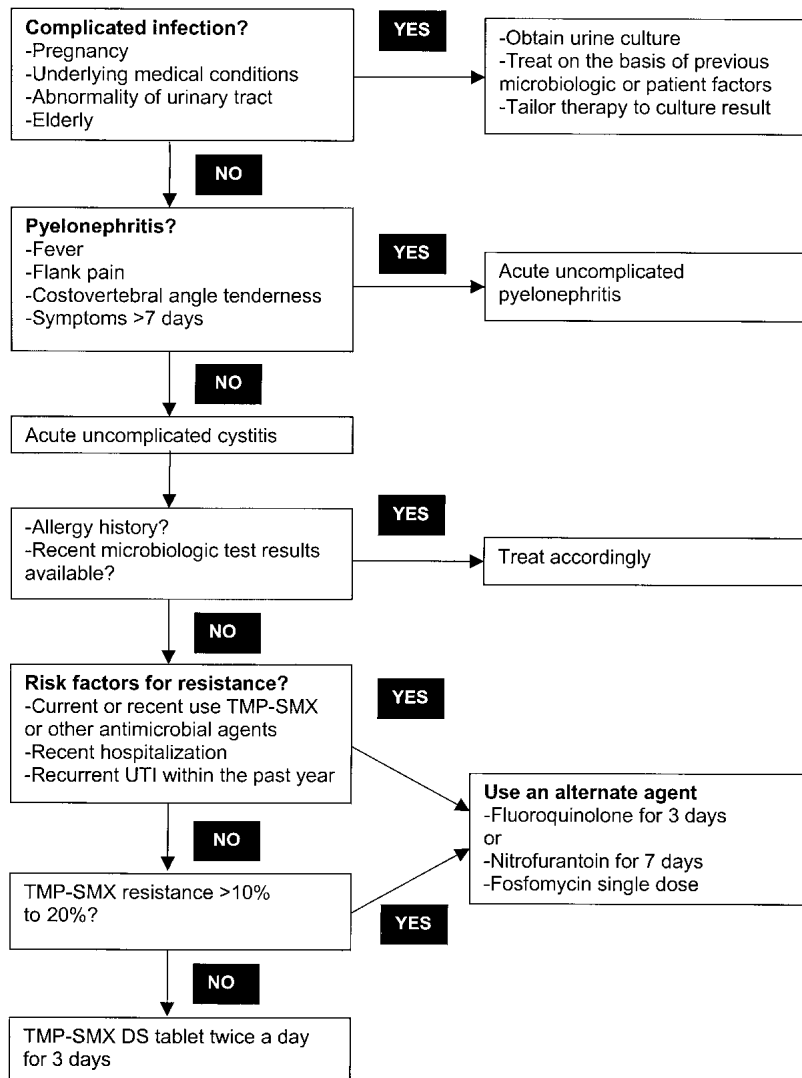 Complicated infection?
-Pregnancy
-Underlying medical conditions
-Abnormality of urinary tract
-Elderly
YES
-Obtain urine culture
-Treat on the basis of previous
microbiologic or patient factors
-Tailor therapy to culture result
NO
Pyelonephritis?
-Fever
-Flank pain
-Costovertebral angle tenderness
-Symptoms >7 days
YES
Acute uncomplicated
pyelonephritis
NO
Acute uncomplicated cystitis
-Allergy history?
-Recent microbiologic test results
available?
YES
Treat accordingly
NO
Risk factors for resistance?
-Current or recent use TMP-SMX
or other antimicrobial agents
-Recent hospitalization
-Recurrent UTI within the past year
YES
Use an alternate agent
-Fluoroquinolone for 3 days
or
-Nitrofurantoin for 7 days
-Fosfomycin single dose
NO
TMP-SMX resistance >10%
to 20%?
YES
NO
TMP-SMX DS tablet twice a day
for 3 days